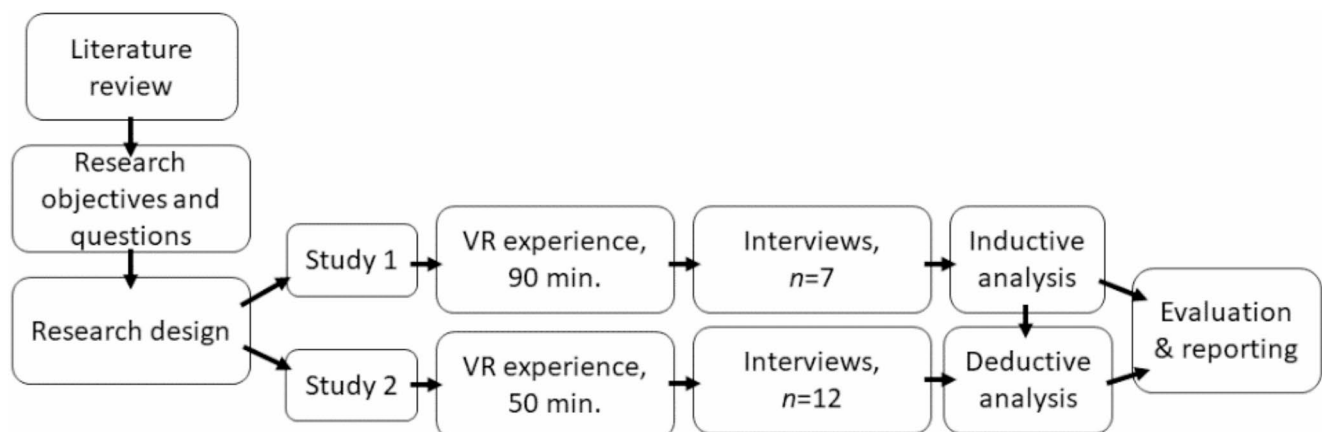 Literature
review
Research
objectives and
questions
Research design
Study 1
VR experience,
90 min.
Interviews,
n=7
Inductive
analysis
Study 2
VR experience,
50 min.
Interviews,
n=12
Deductive
analysis
Evaluation
& reporting